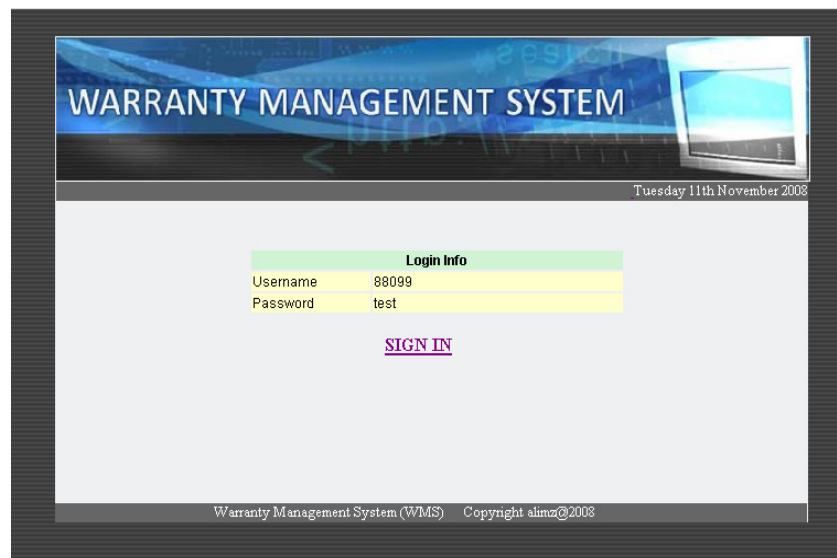 search
WARRANTY MANAGEMENT SYSTEM
Tuesday 11th November 2008
Login Info
Username 88099
Password test
SIGN IN
Warranty Management System (WMS) Copyright alimz@2008